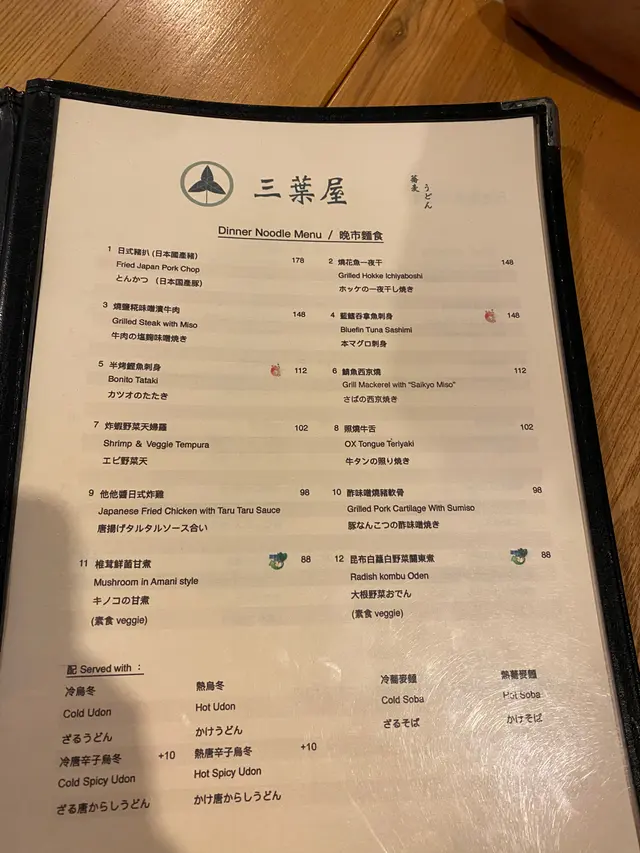 三葉屋
蕎麦
うどん
Dinner Noodle Menu / 晚市麵食
1 日式豬扒 (日本國產豬) 178
Fried Japan Pork Chop
とんかつ （日本国産豚）
2 燒花魚一夜干 148
Grilled Hokke Ichiyaboshi
ホッケの一夜干し焼き
3 燒鹽糀味噌漬牛肉 148
Grilled Steak with Miso
牛肉の塩麹味噌焼き
4 藍鰭吞拿魚刺身 148
Bluefin Tuna Sashimi
本マグロ刺身
5 半烤鰹魚刺身 112
Bonito Tataki
カツオのたたき
6 鯖魚西京燒 112
Grill Mackerel with "Saikyo Miso"
さばの西京焼き
7 炸蝦野菜天婦羅 102
Shrimp & Veggie Tempura
エビ野菜天
8 照燒牛舌 102
OX Tongue Teriyaki
牛タンの照り焼き
9 他他醬日式炸雞 98
Japanese Fried Chicken with Taru Taru Sauce
唐揚げタルタルソース合い
10 酢味噌燒豬軟骨 98
Grilled Pork Cartilage With Sumiso
豚なんこつの酢味噌焼き
11 椎茸鮮菌甘煮 88
Mushroom in Amani style
キノコの甘煮
(素食 veggie)
12 昆布白蘿白野菜關東煮 88
Radish kombu Oden
大根野菜おでん
(素食 veggie)
配 Served with ：
冷烏冬
Cold Udon
ざるうどん
熱烏冬
Hot Udon
かけうどん
冷蕎麥麵
Cold Soba
ざるそば
熱蕎麥麵
Hot Soba
かけそば
冷唐辛子烏冬 +10
Cold Spicy Udon
ざる唐からしうどん
熱唐辛子烏冬 +10
Hot Spicy Udon
かけ唐からしうどん